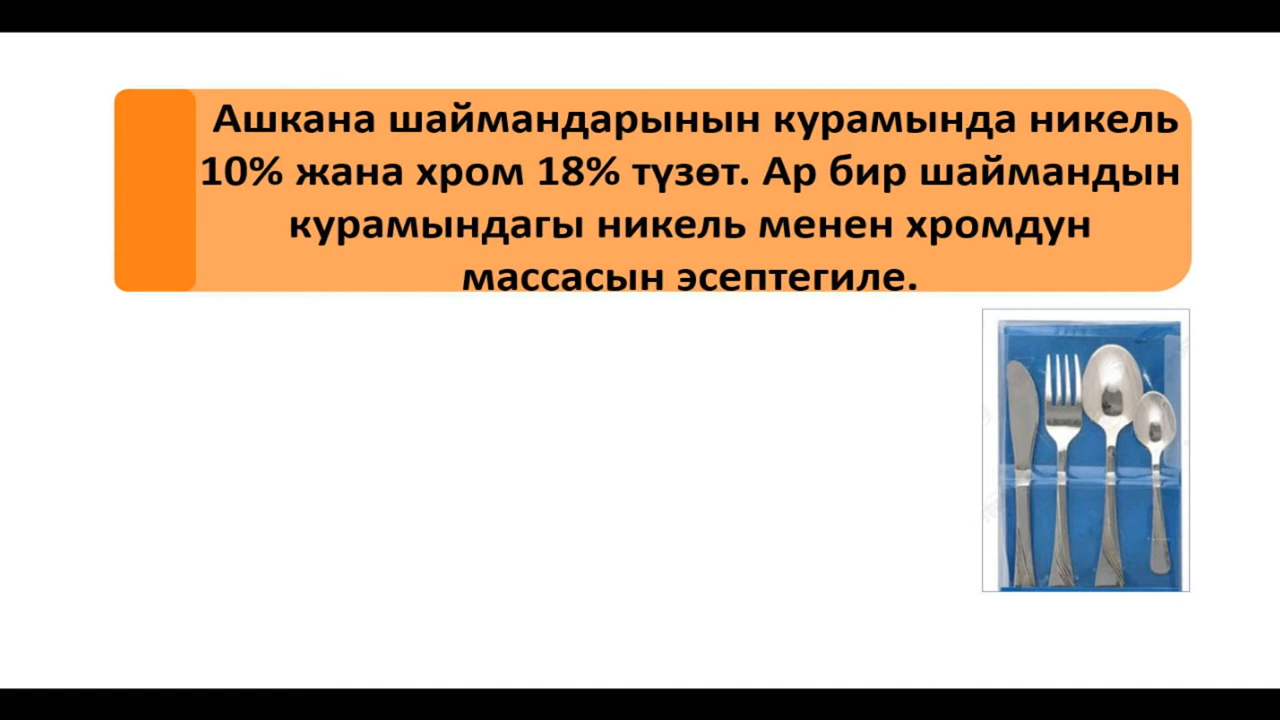 Ашкана шаймандарынын курамында никель
10% жана хром 18% түзөт. Ар бир шаймандын
курамындагы никель менен хромдун
массасын эсептегиле.